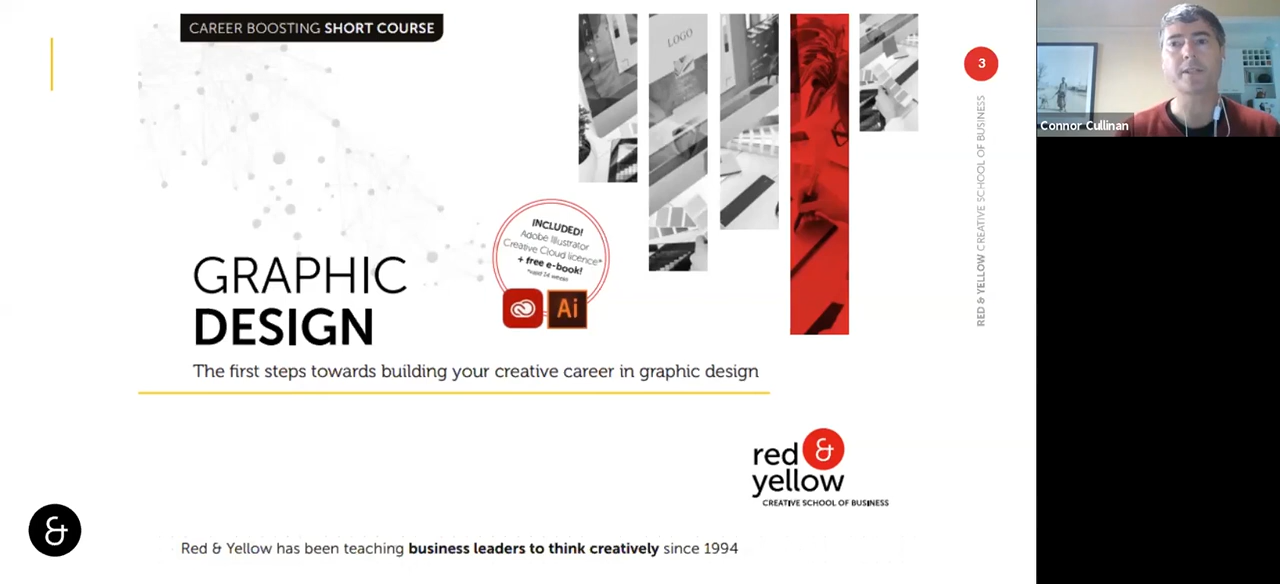 CAREER BOOSTING SHORT COURSE
LOGO
3
RED & YELLOW CREATIVE SCHOOL OF BUSINESS
Connor Cullinan
INCLUDED!
Adobe Illustrator
Creative Cloud licence*
+ free e-book!
Ai
GRAPHIC
DESIGN
The first steps towards building your creative career in graphic design
red &
yellow
CREATIVE SCHOOL OF BUSINESS
&
Red & Yellow has been teaching business leaders to think creatively since 1994